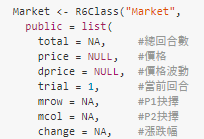 Market <- R6Class("Market",
  public = list(
    total = NA,      #總回合數
    price = NULL,    #價格
    dprice = NULL,   #價格波動
    trial = 1,       #當前回合
    mrow = NA,       #P1抉擇
    mcol = NA,       #P2抉擇
    change = NA,     #漲跌幅